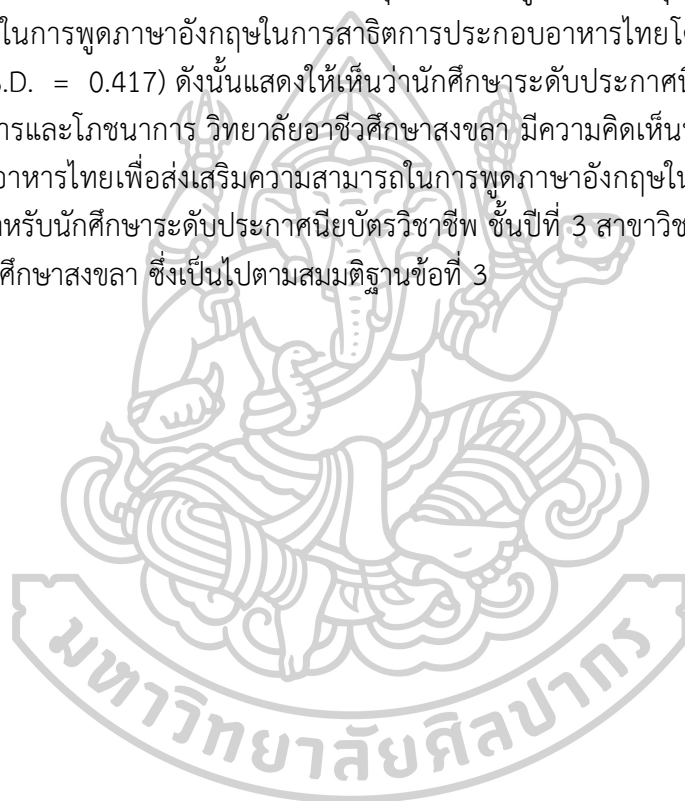 ในการพูดภาษาอังกฤษในการสาธิตการประกอบอาหารไทยโ
.D. = 0.417) ดังนั้นแสดงให้เห็นว่านักศึกษาระดับประกาศนี
ารและโภชนาการ วิทยาลัยอาชีวศึกษาสงขลา มีความคิดเห็น
อาหารไทยเพื่อส่งเสริมความสามารถในการพูดภาษาอังกฤษใน
หรับนักศึกษาระดับประกาศนียบัตรวิชาชีพ ชั้นปีที่ 3 สาขาวิช
ศึกษาสงขลา ซึ่งเป็นไปตามสมมติฐานข้อที่ 3
มหาวิทยาลัยศิลปากร